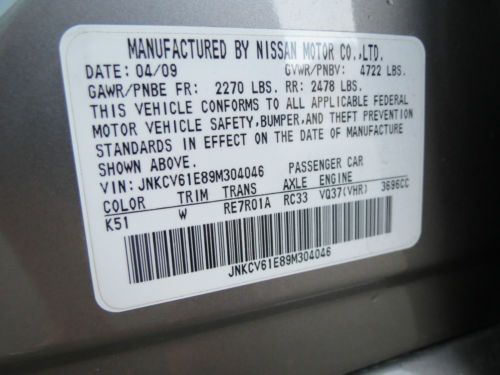 MANUFACTURED BY NISSAN MOTOR CO.,LTD.
DATE: 04/09 GVWR/PNBV: 4722 LBS.
GAWR/PNBE FR: 2270 LBS. RR: 2478 LBS.
THIS VEHICLE CONFORMS TO ALL APPLICABLE FEDERAL
MOTOR VEHICLE SAFETY, BUMPER, AND THEFT PREVENTION
STANDARDS IN EFFECT ON THE DATE OF MANUFACTURE
SHOWN ABOVE.
VIN: JNKCV61E89M304046 PASSENGER CAR
COLOR TRIM TRANS AXLE ENGINE
K51 W RE7R01A RC33 VQ37(VHR) 3696CC
JNKCV61E89M304046